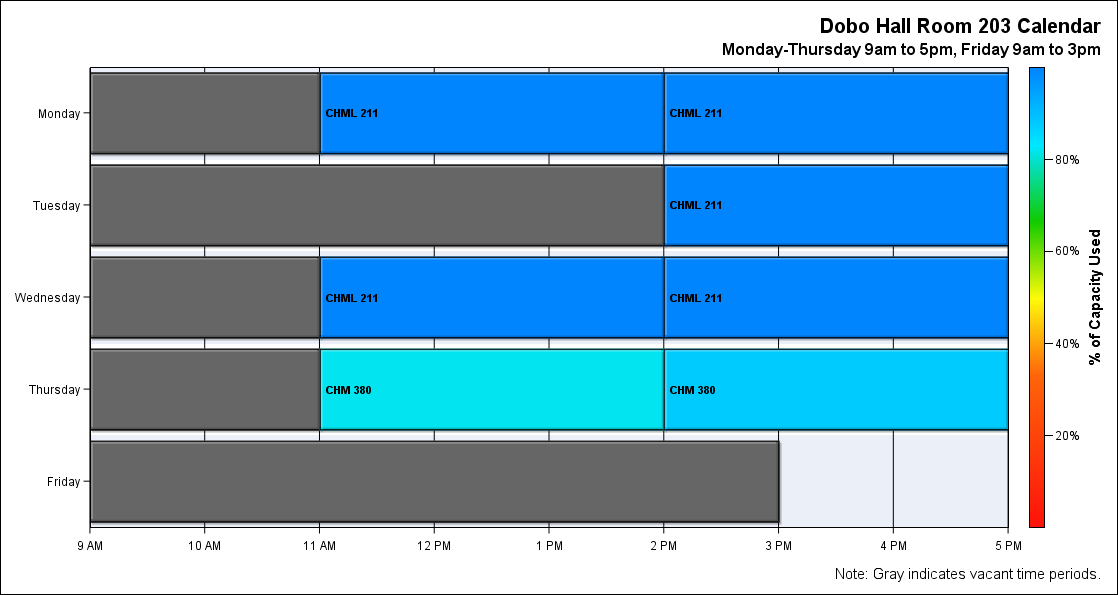 Dobo Hall Room 203 Calendar
Monday-Thursday 9am to 5pm, Friday 9am to 3pm
Monday
CHML 211
CHML 211
Tuesday
CHML 211
Wednesday
CHML 211
CHML 211
Thursday
CHM 380
CHM 380
Friday
9 AM
10 AM
11 AM
12 PM
1 PM
2 PM
3 PM
4 PM
5 PM
80%
60%
40%
20%
% of Capacity Used
Note: Gray indicates vacant time periods.